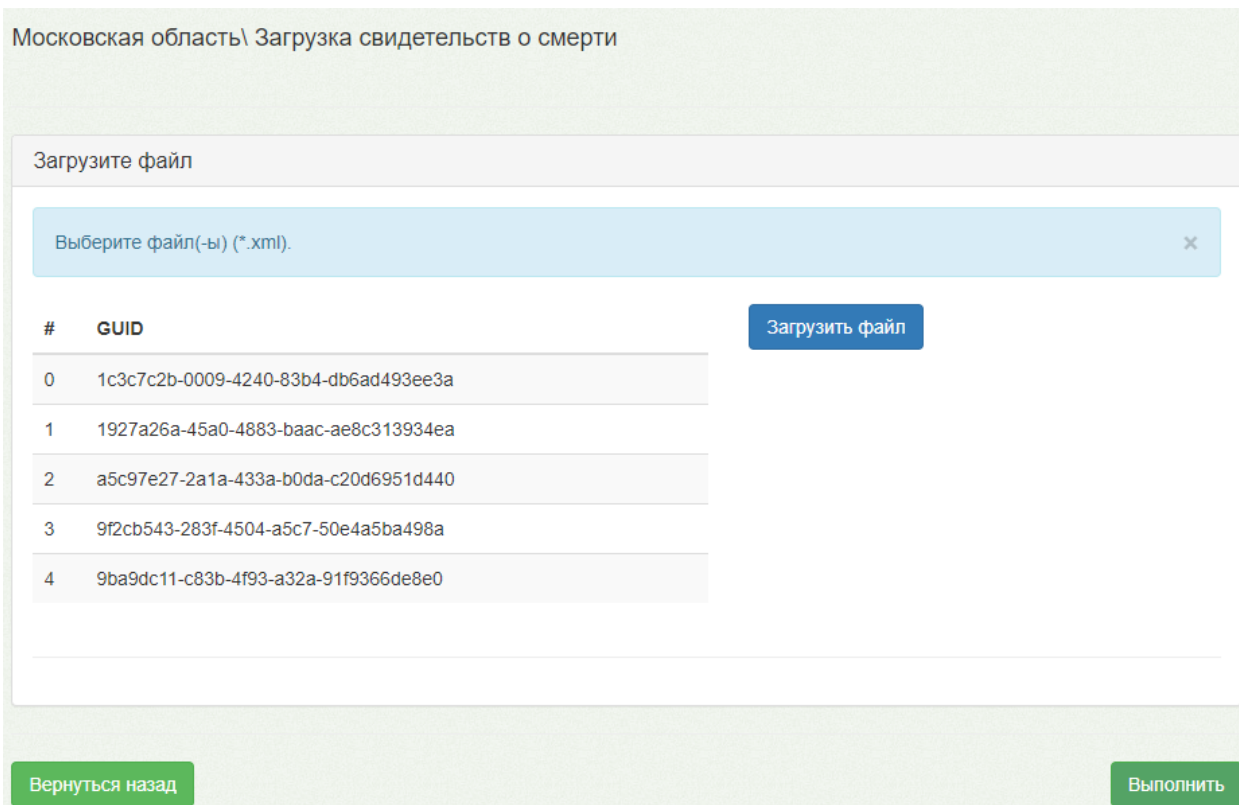 Московская область\ Загрузка свидетельств о смерти
Загрузите файл
Выберите файл(-ы) (*.xml).
×
# GUID
Загрузить файл
0 1c3c7c2b-0009-4240-83b4-db6ad493ee3a
1 1927a26a-45a0-4883-baac-ae8c313934ea
2 a5c97e27-2a1a-433a-b0da-c20d6951d440
3 9f2cb543-283f-4504-a5c7-50e4a5ba498a
4 9ba9dc11-c83b-4f93-a32a-91f9366de8e0
Вернуться назад
Выполнить